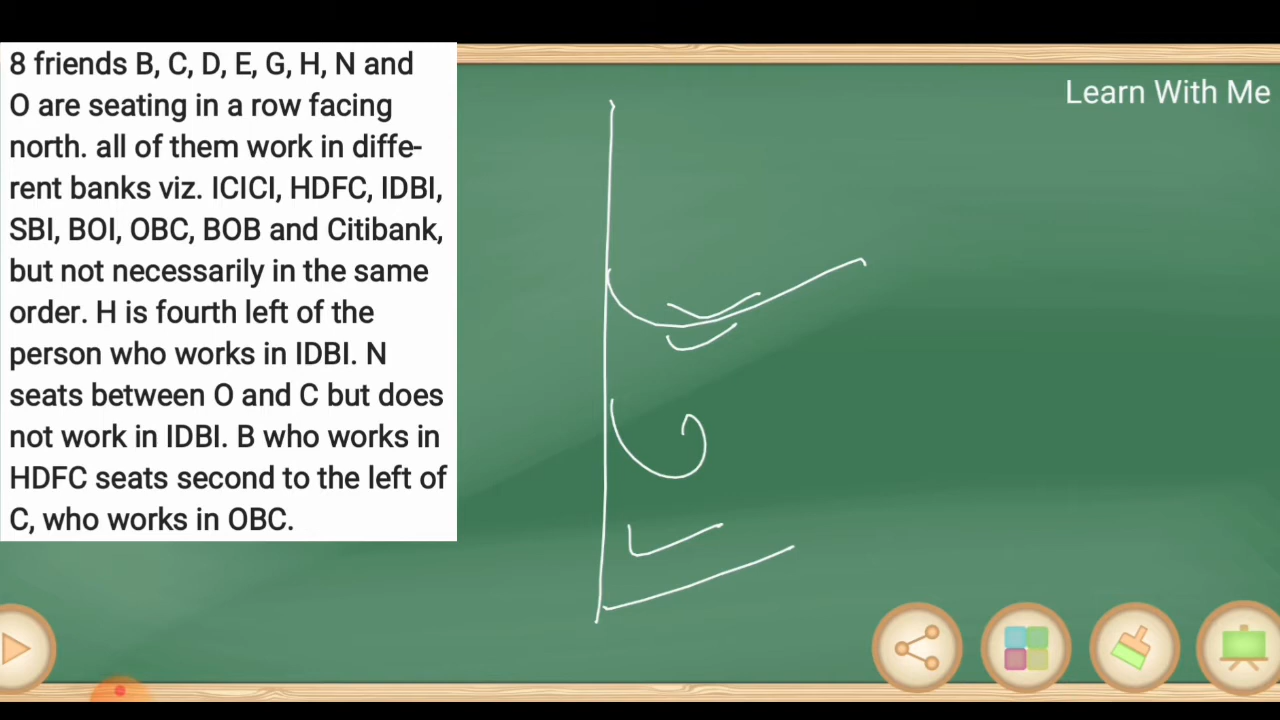 8 friends B, C, D, E, G, H, N and
O are seating in a row facing
north. all of them work in diffe-
rent banks viz. ICICI, HDFC, IDBI,
SBI, BOI, OBC, BOB and Citibank,
but not necessarily in the same
order. H is fourth left of the
person who works in IDBI. N
seats between O and C but does
not work in IDBI. B who works in
HDFC seats second to the left of
C, who works in OBC.
Learn With Me